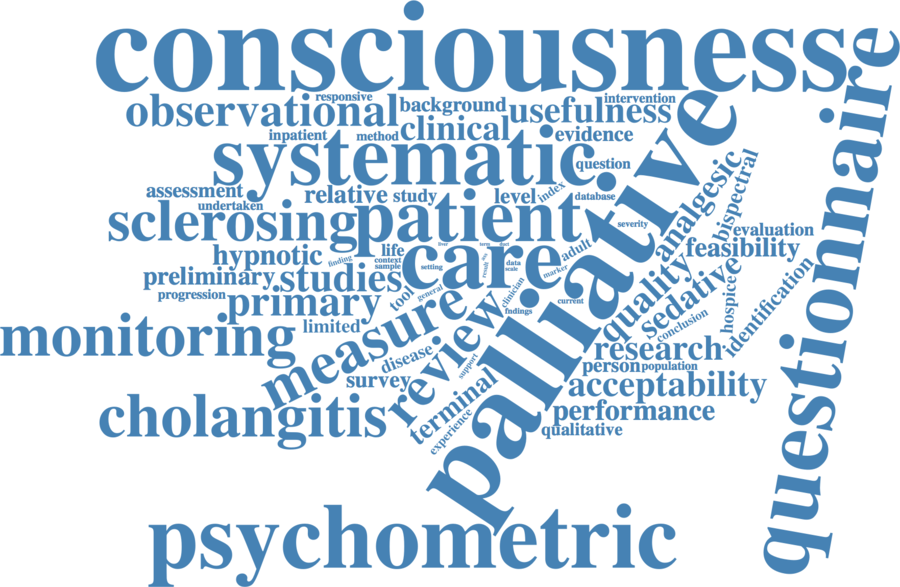 consciousness
responsive
observational
background
usefulness
intervention
inpatient
method
clinical
evidence
systematic
question
assessment
undertaken
relative
study
level
index
database
sclerosing
patient
severity
palliative
questionnaire
analgesic
bispectral
evaluation
feasibility
hypnotic
finding
life
context
sample
setting
care
liver
term
data
scale
marker
adult
preliminary
studies
progression
primary
tool
general
clinician
fndings
current
quality
sedative
conclusion
hospice
identification
monitoring
limited
measure
review
disease
support
survey
research
person
population
acceptability
cholangitis
terminal
experience
performance
qualitative
psychometric